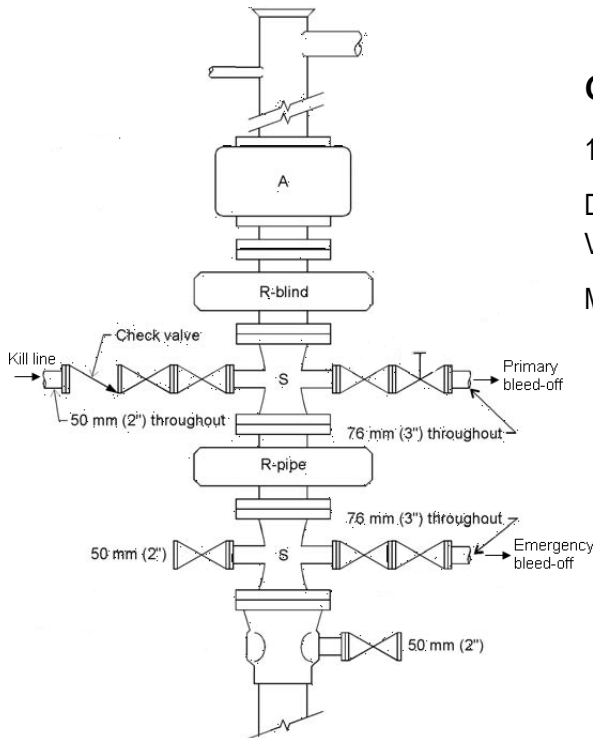 A
R-blind
Check valve
Kill line
S
Primary
bleed-off
50 mm (2") throughout
76 mm (3") throughout
R-pipe
76 mm (3") throughout
50 mm (2")
S
Emergency
bleed-off
50 mm (2")